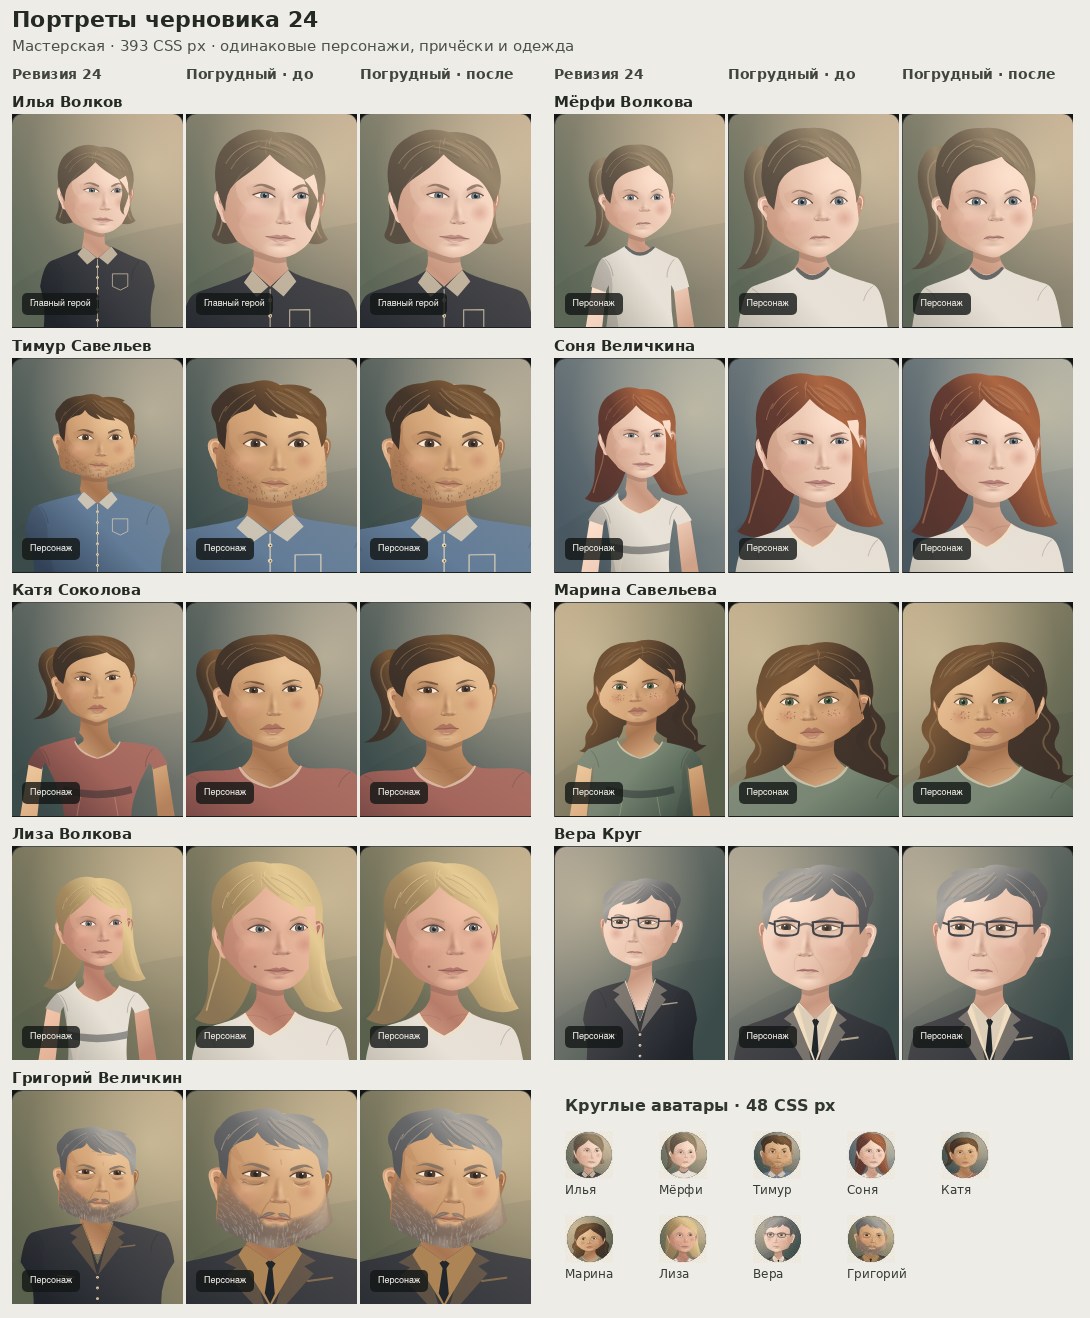 Портреты черновика 24
Мастерская · 393 CSS px · одинаковые персонажи, причёски и одежда
Ревизия 24 Погрудный · до Погрудный · после Ревизия 24 Погрудный · до Погрудный · после
Илья Волков
Главный герой Главный герой Главный герой
Мёрфи Волкова
Персонаж Персонаж Персонаж
Тимур Савельев
Персонаж Персонаж Персонаж
Соня Величкина
Персонаж Персонаж Персонаж
Катя Соколова
Персонаж Персонаж Персонаж
Марина Савельева
Персонаж Персонаж Персонаж
Лиза Волкова
Персонаж Персонаж Персонаж
Вера Круг
Персонаж Персонаж Персонаж
Григорий Величкин
Персонаж Персонаж Персонаж
Круглые аватары · 48 CSS px
Илья Мёрфи Тимур Соня Катя
Марина Лиза Вера Григорий